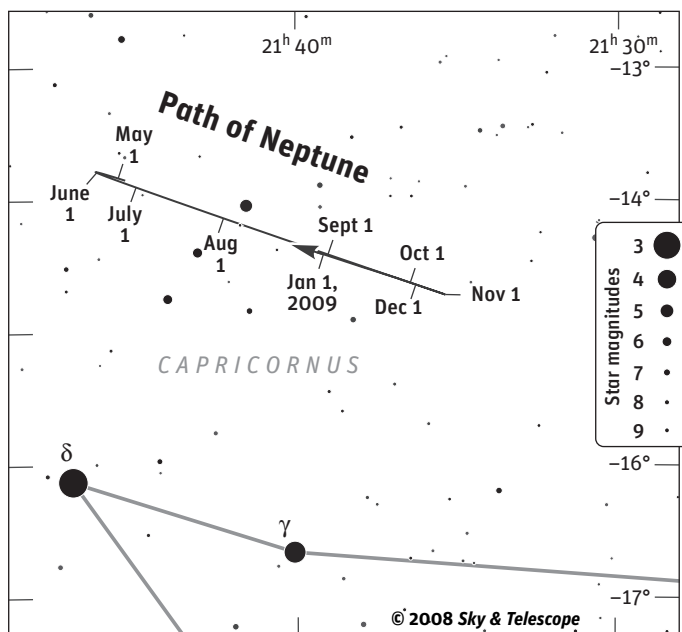 21ʰ 40ᵐ
21ʰ 30ᵐ
–13°
Path of Neptune
May
1
June
1
July
1
Aug
1
Sept 1
Jan 1,
2009
Oct 1
Dec 1
Nov 1
–14°
3
4
5
6
7
8
9
Star magnitudes
CAPRICORNUS
–16°
δ
γ
–17°
© 2008 Sky & Telescope